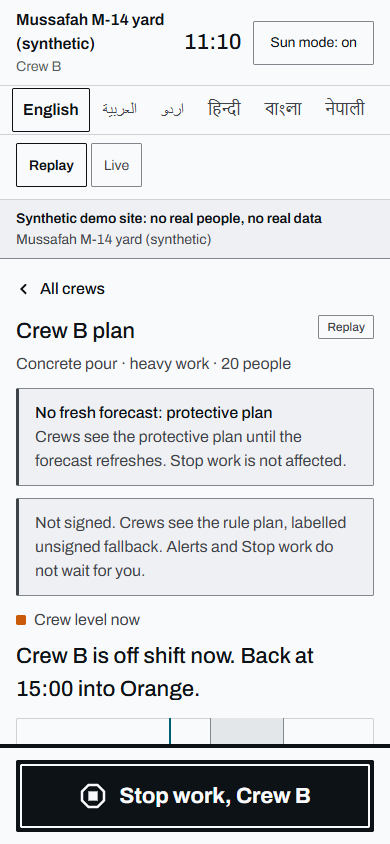 Mussafah M-14 yard
(synthetic)
Crew B
11:10
Sun mode: on
English
العربية
اردو
हिन्दी
বাংলা
नेपाली
Replay
Live
Synthetic demo site: no real people, no real data
Mussafah M-14 yard (synthetic)
All crews
Crew B plan
Replay
Concrete pour · heavy work · 20 people
No fresh forecast: protective plan
Crews see the protective plan until the
forecast refreshes. Stop work is not affected.
Not signed. Crews see the rule plan, labelled
unsigned fallback. Alerts and Stop work do
not wait for you.
Crew level now
Crew B is off shift now. Back at
15:00 into Orange.
Stop work, Crew B